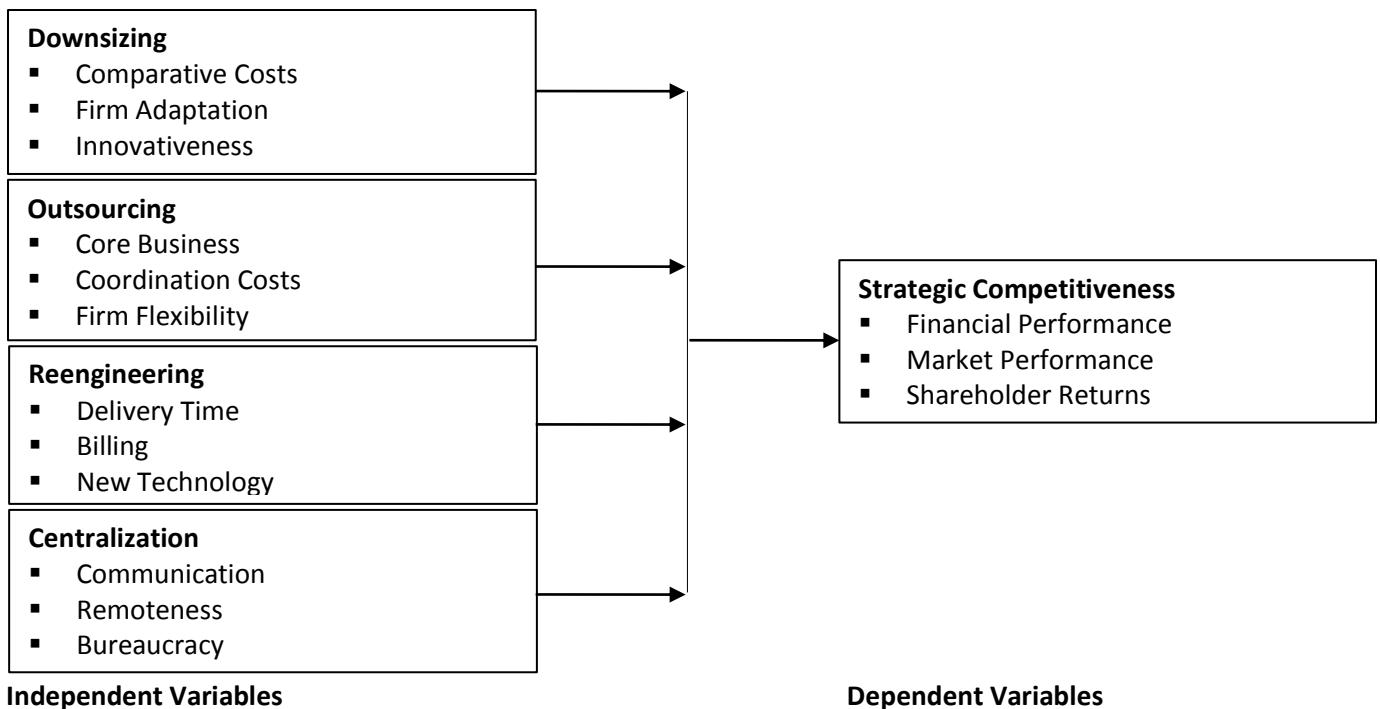 Downsizing
▪ Comparative Costs
▪ Firm Adaptation
▪ Innovativeness
Outsourcing
▪ Core Business
▪ Coordination Costs
▪ Firm Flexibility
Reengineering
▪ Delivery Time
▪ Billing
▪ New Technology
Centralization
▪ Communication
▪ Remoteness
▪ Bureaucracy
Independent Variables
Strategic Competitiveness
▪ Financial Performance
▪ Market Performance
▪ Shareholder Returns
Dependent Variables